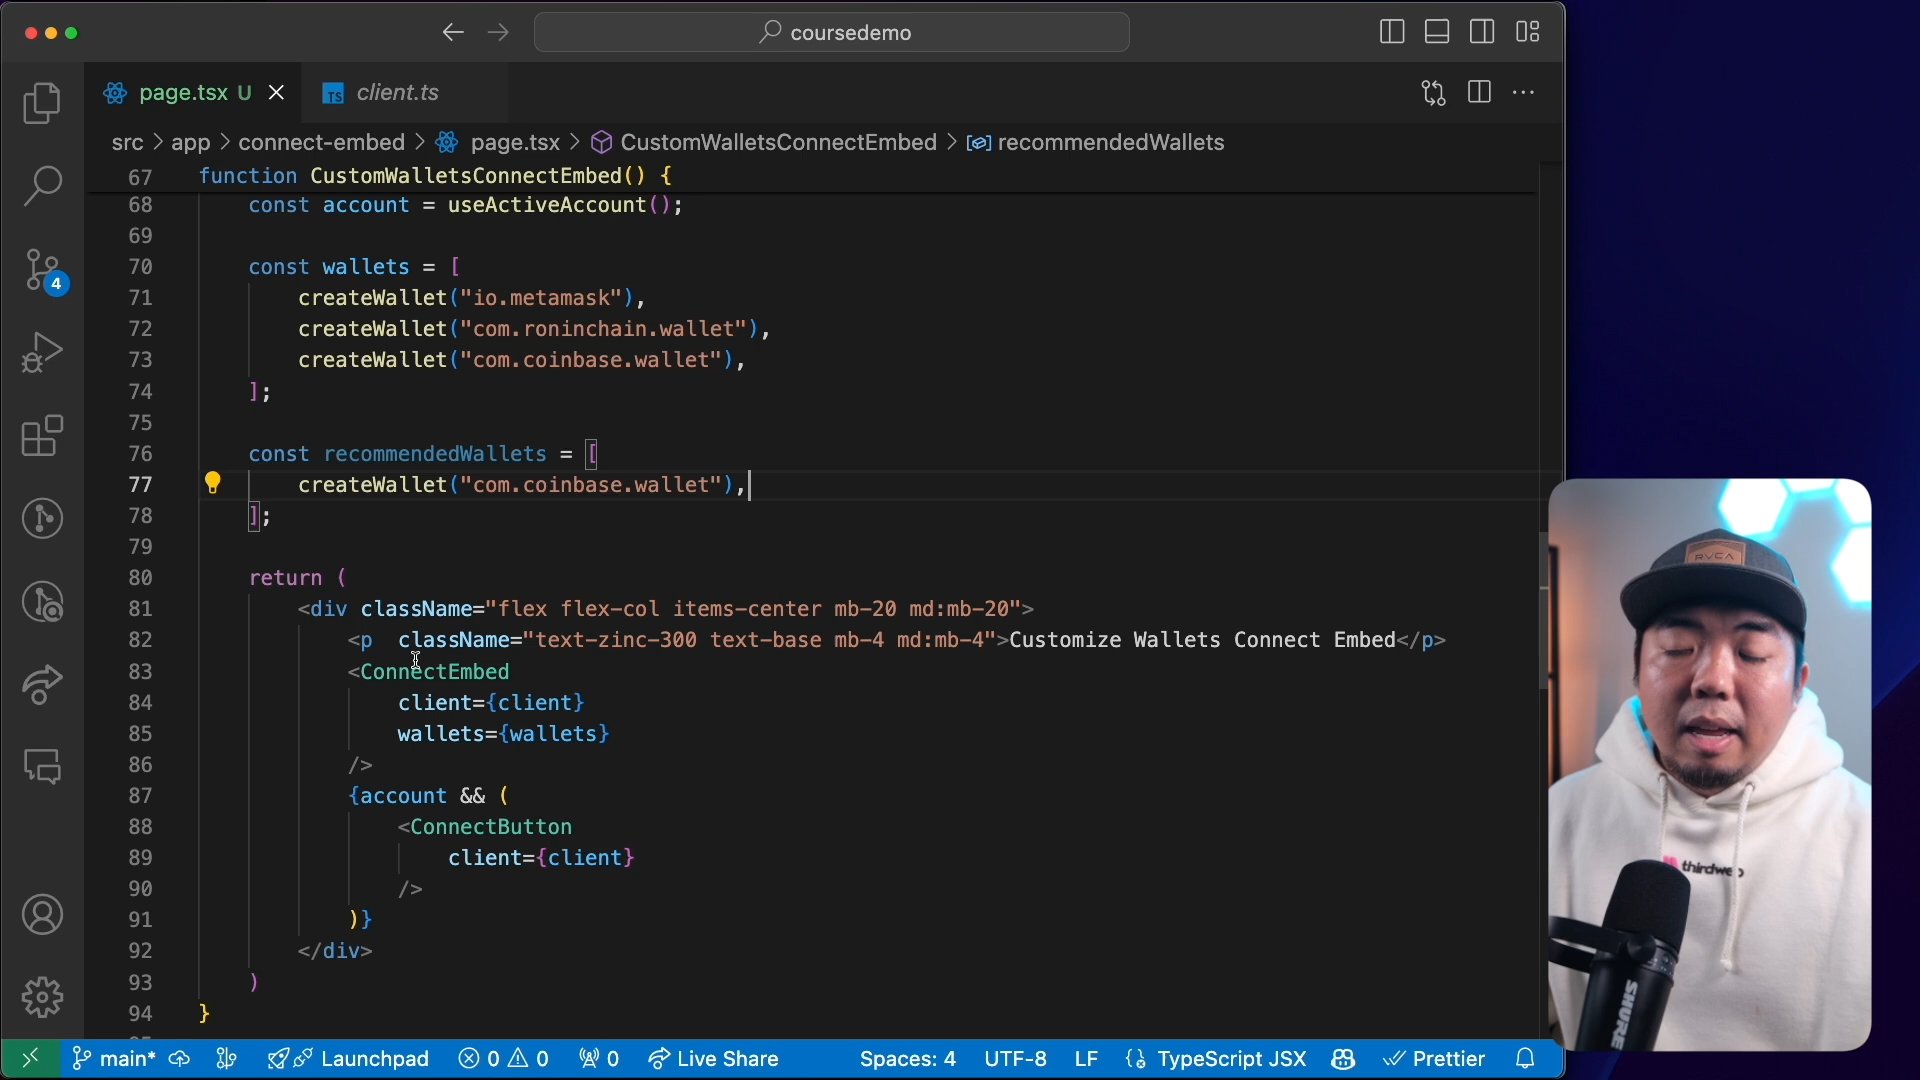 coursedemo
page.tsx U
TS client.ts
src > app > connect-embed > page.tsx > CustomWalletsConnectEmbed > recommendedWallets
67 function CustomWalletsConnectEmbed() {
68 const account = useActiveAccount();
69
70 const wallets = [
71 createWallet("io.metamask"),
72 createWallet("com.roninchain.wallet"),
73 createWallet("com.coinbase.wallet"),
74 ];
75
76 const recommendedWallets = [
77 createWallet("com.coinbase.wallet"),
78 ];
79
80 return (
81 <div className="flex flex-col items-center mb-20 md:mb-20">
82 <p  className="text-zinc-300 text-base mb-4 md:mb-4">Customize Wallets Connect Embed</p>
83 <ConnectEmbed
84 client={client}
85 wallets={wallets}
86 />
87 {account && (
88 <ConnectButton
89 client={client}
90 />
91 )}
92 </div>
93 )
94 }
4
RVCA
thirdweb
SHURE
main* Launchpad 0 0 0 Live Share Spaces: 4 UTF-8 LF TypeScript JSX Prettier